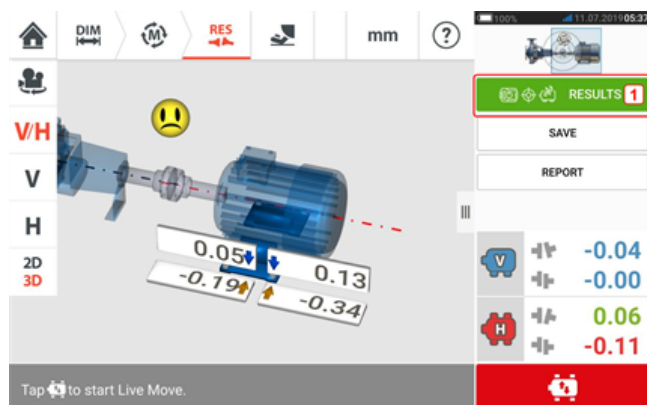 DIM
M
RES
mm
?
100%
11.07.2019 05:37
RESULTS 1
SAVE
REPORT
V/H
V
H
2D
3D
0.05
0.13
-0.19
-0.34
V
-0.04
-0.00
H
0.06
-0.11
Tap to start Live Move.